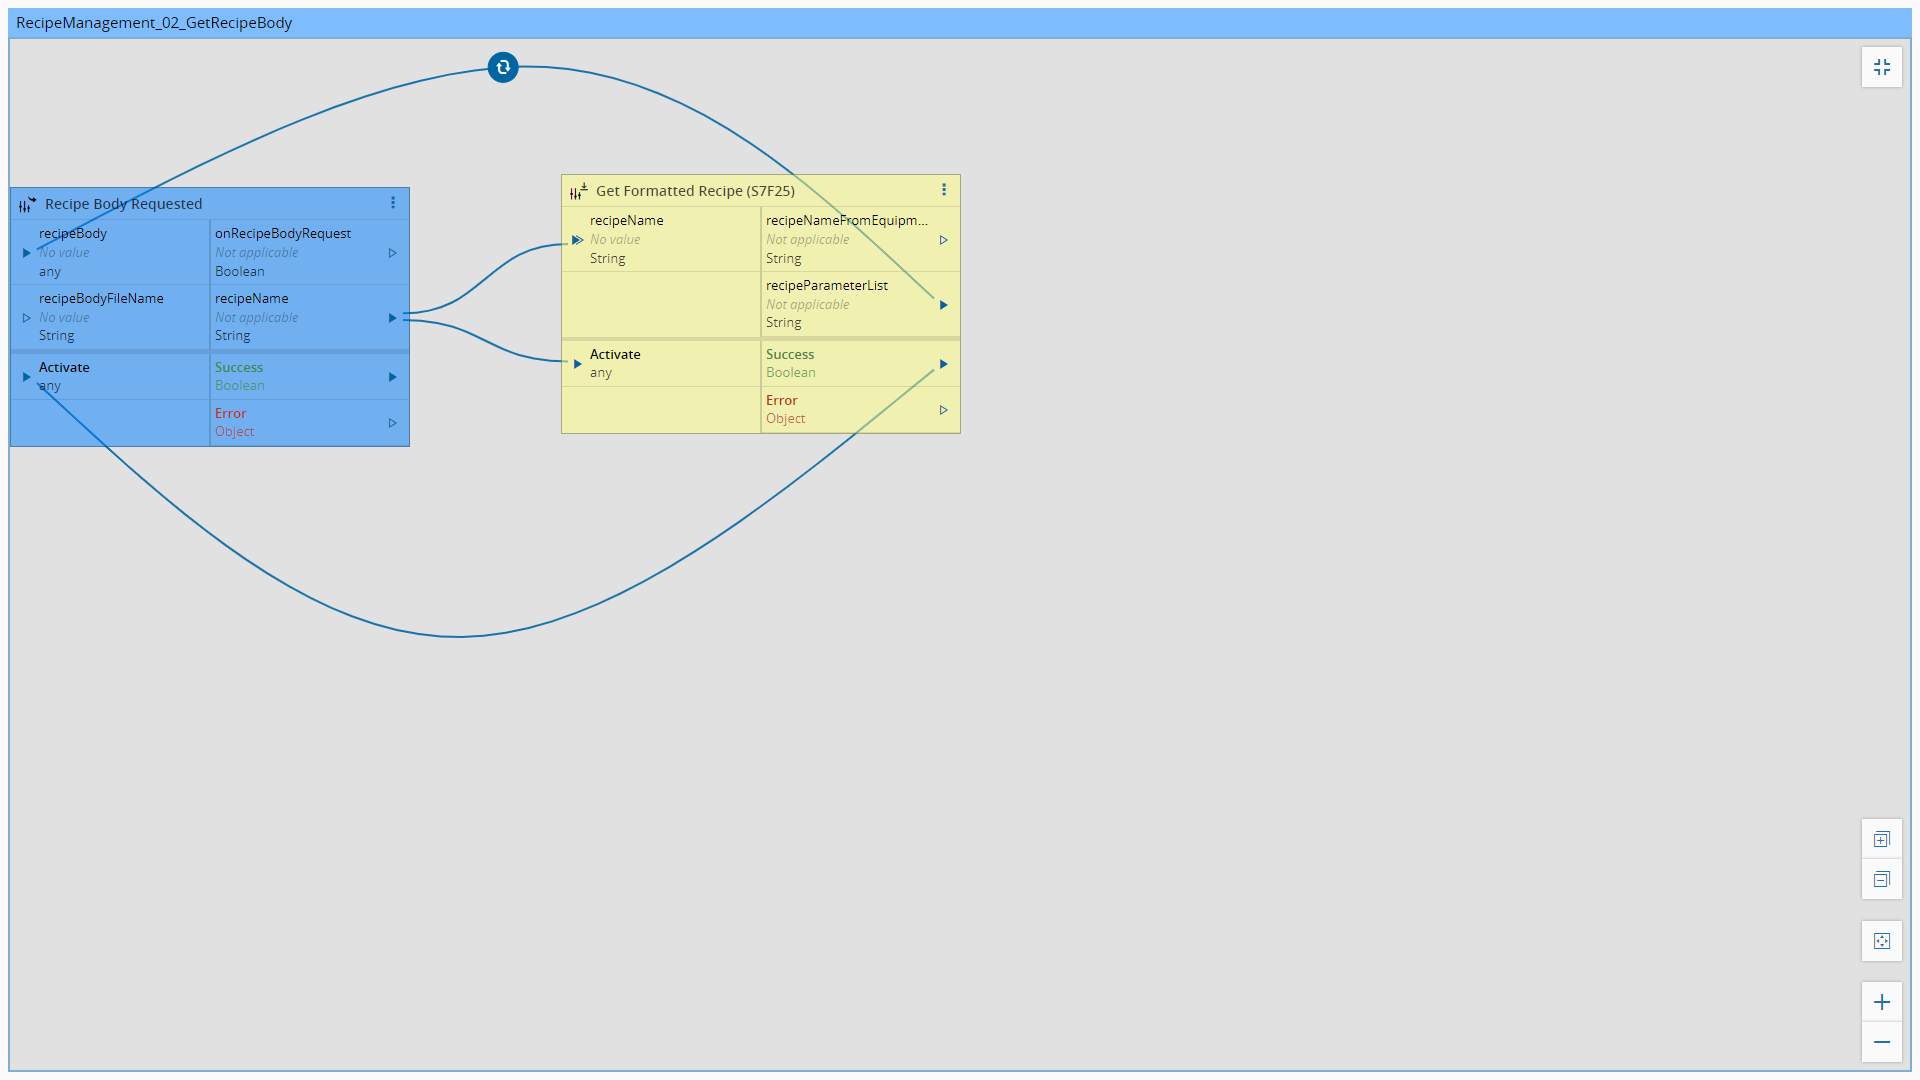 RecipeManagement_02_GetRecipeBody
Recipe Body Requested
recipeBody
No value
any
onRecipeBodyRequest
Not applicable
Boolean
recipeBodyFileName
No value
String
recipeName
Not applicable
String
Activate
any
Success
Boolean
Error
Object
Get Formatted Recipe (S7F25)
recipeName
No value
String
recipeNameFromEquipm...
Not applicable
String
recipeParameterList
Not applicable
String
Activate
any
Success
Boolean
Error
Object